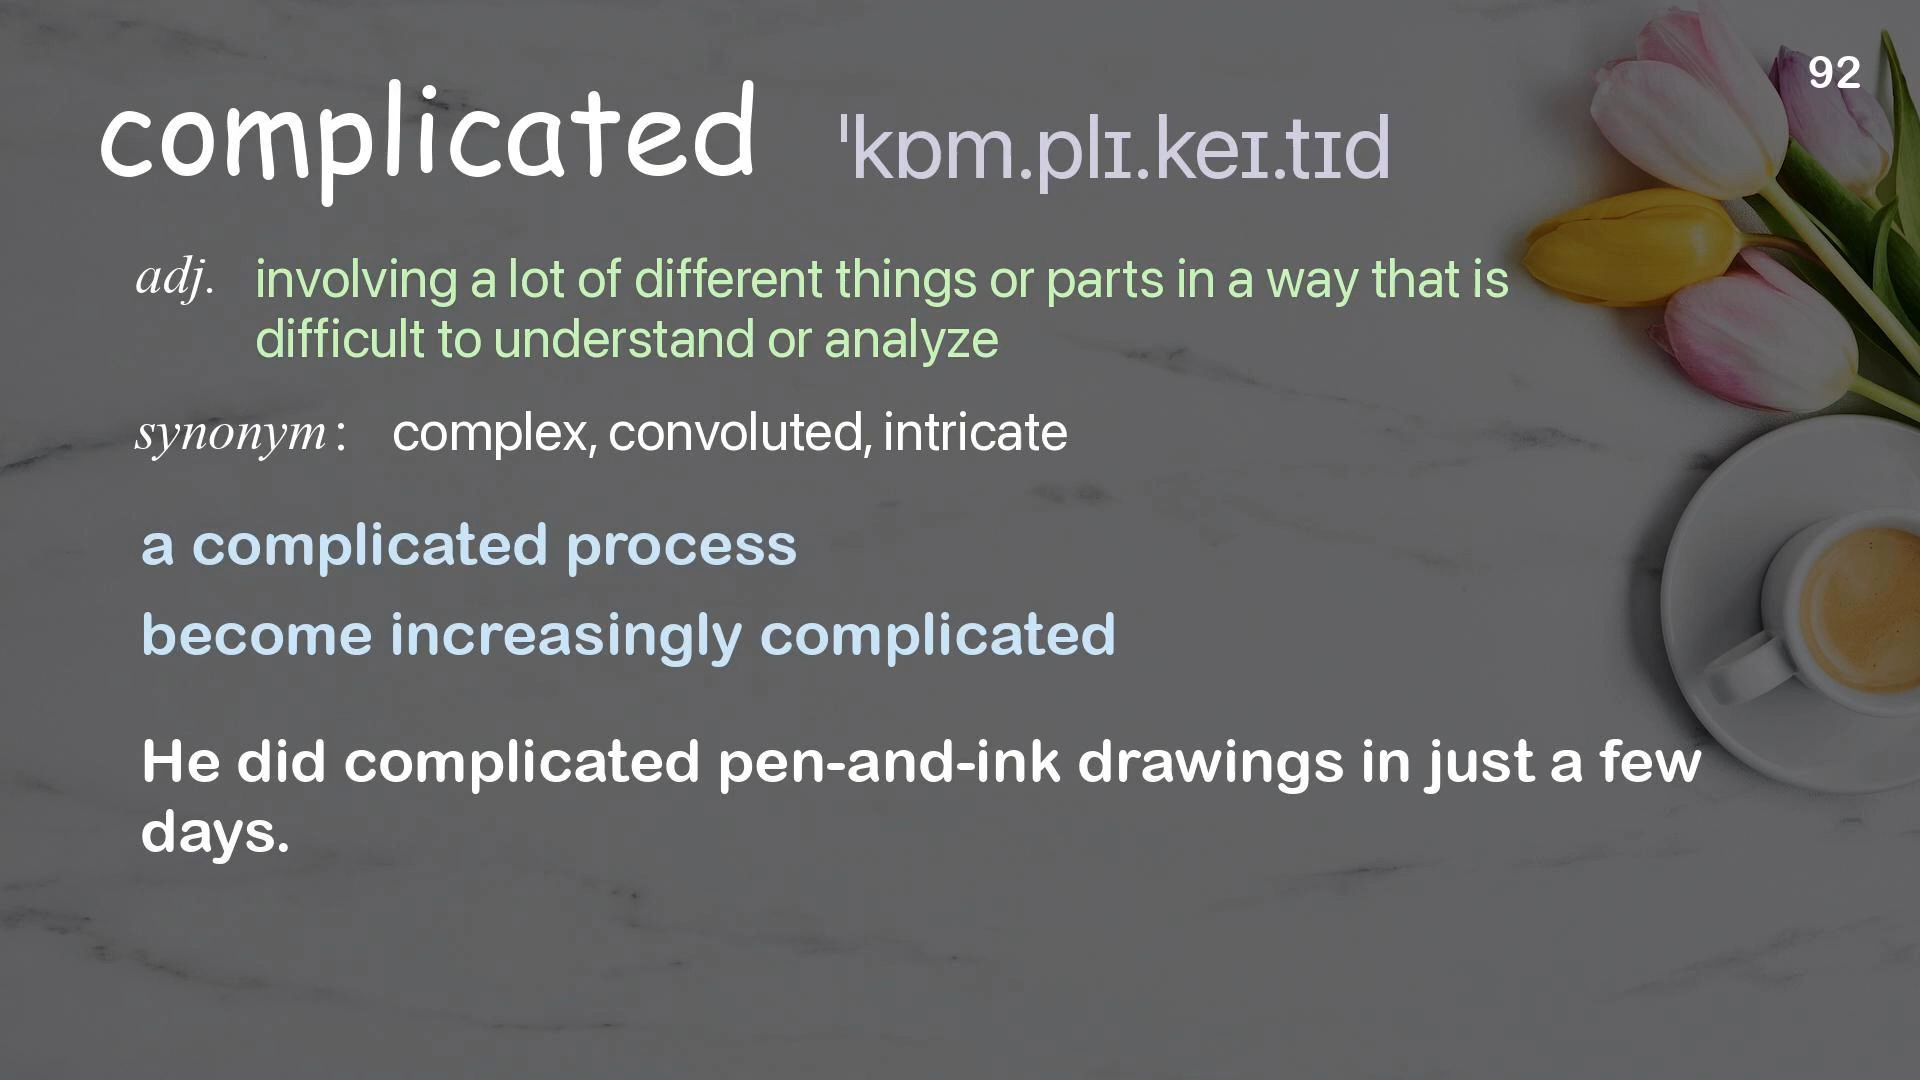 92
complicated ˈkɒm.plɪ.keɪ.tɪd
adj. involving a lot of different things or parts in a way that is
difficult to understand or analyze
synonym : complex, convoluted, intricate
a complicated process
become increasingly complicated
He did complicated pen-and-ink drawings in just a few
days.